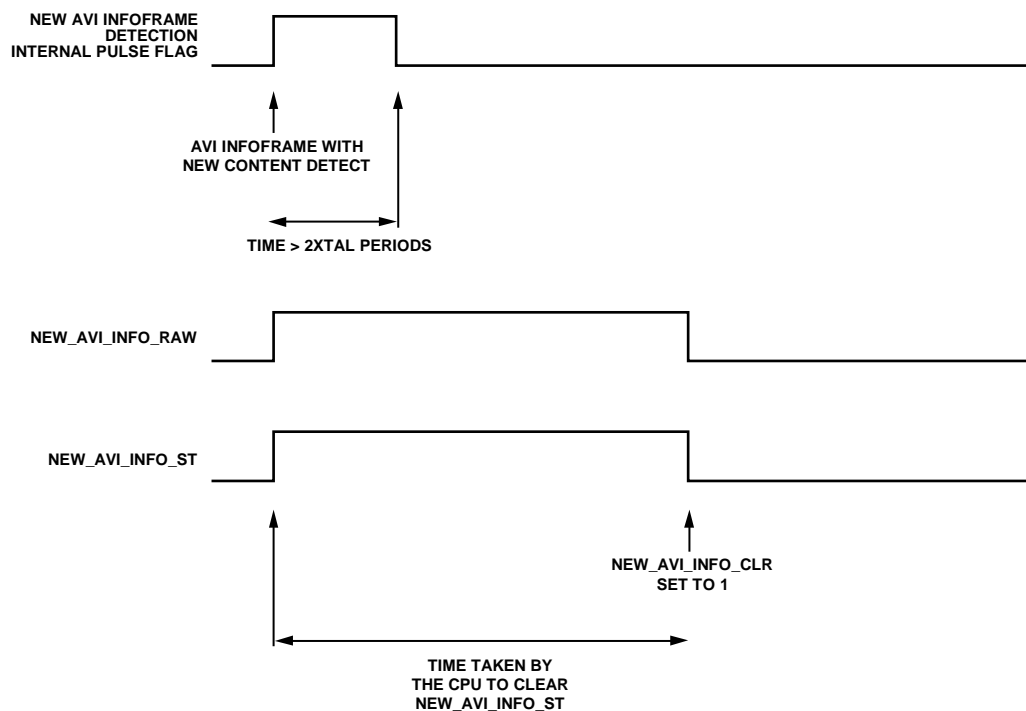 NEW AVI INFOFRAME
DETECTION
INTERNAL PULSE FLAG
AVI INFOFRAME WITH
NEW CONTENT DETECT
TIME > 2XTAL PERIODS
NEW_AVI_INFO_RAW
NEW_AVI_INFO_ST
NEW_AVI_INFO_CLR
SET TO 1
TIME TAKEN BY
THE CPU TO CLEAR
NEW_AVI_INFO_ST